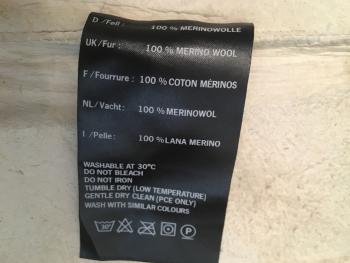 D / Fell : 100 % MERINOWOLLE
UK / Fur : 100 % MERINO WOOL
F / Fourrure : 100 % COTON MÉRINOS
NL / Vacht : 100 % MERINOWOL
I / Pelle : 100 % LANA MERINO
WASHABLE AT 30°C
DO NOT BLEACH
DO NOT IRON
TUMBLE DRY (LOW TEMPERATURE)
GENTLE DRY CLEAN (PCE ONLY)
WASH WITH SIMILAR COLOURS
30° P